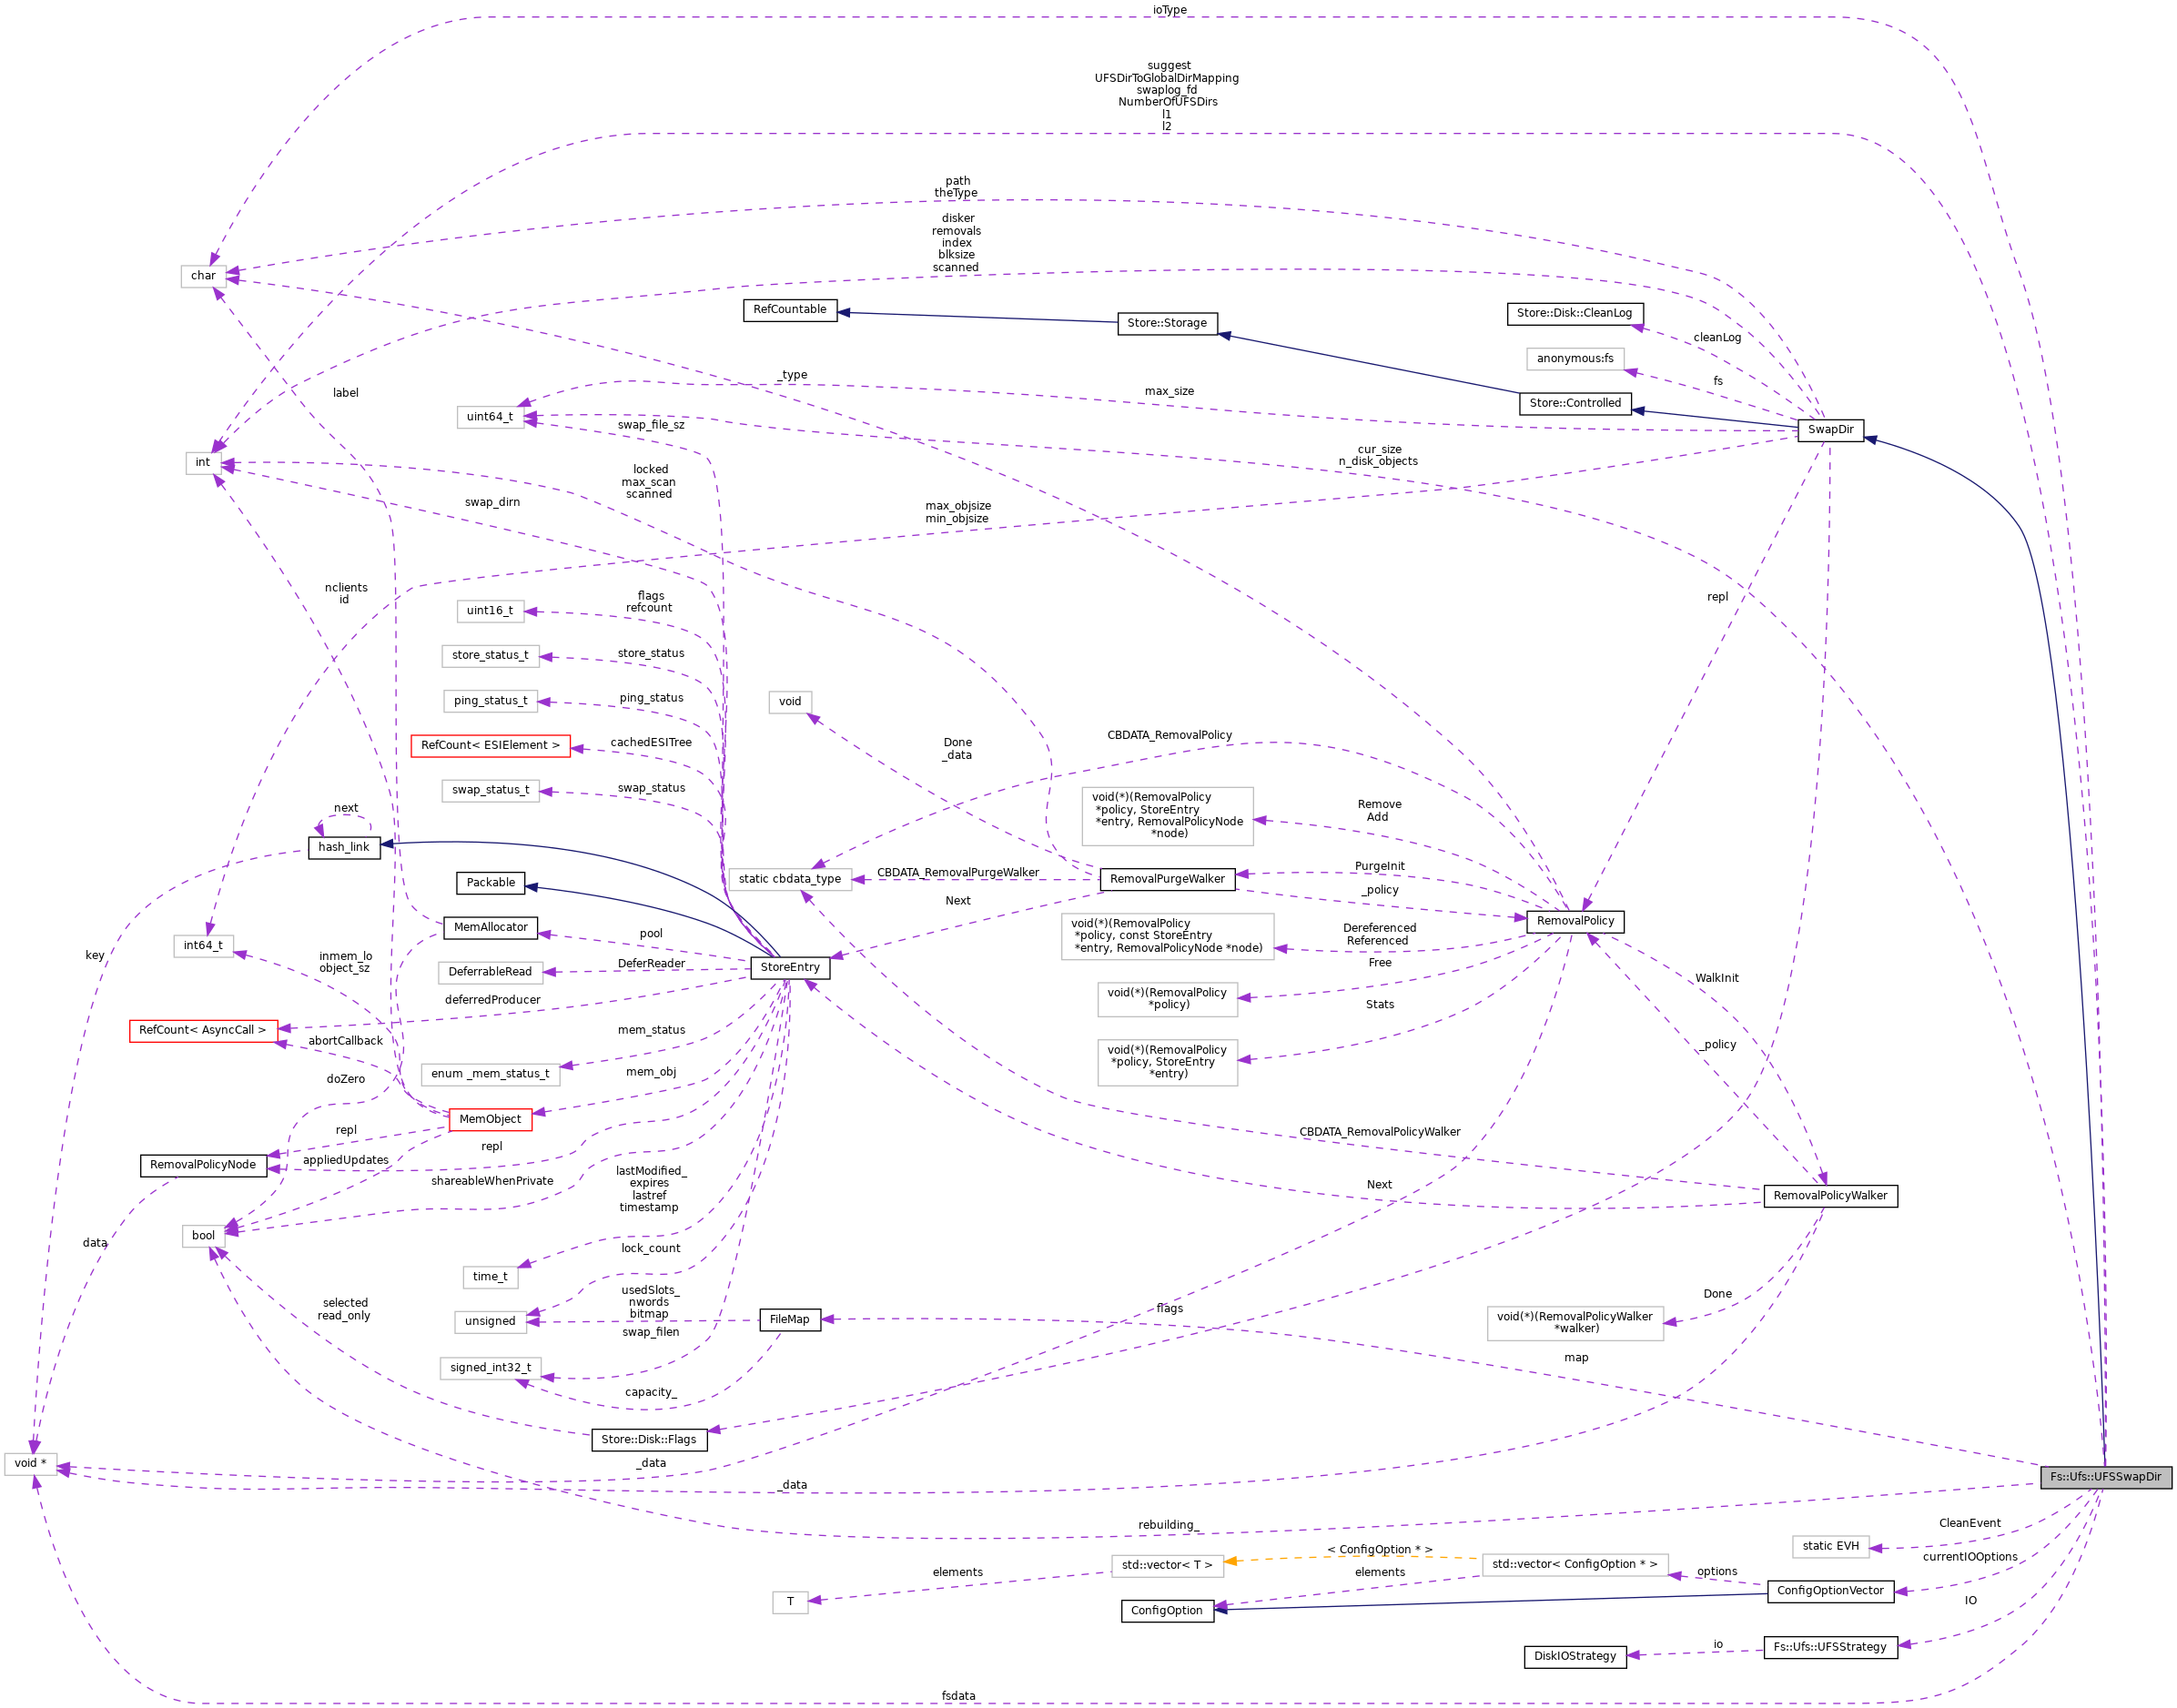 ioType
suggest
UFSDirToGlobalDirMapping
swaplog_fd
NumberOfUFSDirs
l1
l2
path
theType
disker
removals
index
blksize
scanned
char
RefCountable
Store::Storage
Store::Disk::CleanLog
cleanLog
anonymous:fs
fs
_type
label
max_size
Store::Controlled
uint64_t
swap_file_sz
SwapDir
int
cur_size
n_disk_objects
locked
max_scan
scanned
swap_dirn
max_objsize
min_objsize
nclients
id
uint16_t
flags
refcount
repl
store_status_t
store_status
ping_status_t
ping_status
void
RefCount< ESIElement >
cachedESITree
Done
_data
CBDATA_RemovalPolicy
swap_status_t
swap_status
void(*)(RemovalPolicy
*policy, StoreEntry
*entry, RemovalPolicyNode
*node)
Remove
Add
next
hash_link
Packable
static cbdata_type
CBDATA_RemovalPurgeWalker
RemovalPurgeWalker
PurgeInit
_policy
Next
MemAllocator
pool
void(*)(RemovalPolicy
*policy, const StoreEntry
*entry, RemovalPolicyNode *node)
Dereferenced
Referenced
RemovalPolicy
int64_t
key
inmem_lo
object_sz
DeferrableRead
DeferReader
StoreEntry
Free
WalkInit
deferredProducer
void(*)(RemovalPolicy
*policy)
Stats
RefCount< AsyncCall >
abortCallback
mem_status
void(*)(RemovalPolicy
*policy, StoreEntry
*entry)
_policy
enum _mem_status_t
mem_obj
doZero
MemObject
repl
CBDATA_RemovalPolicyWalker
RemovalPolicyNode
repl
appliedUpdates
shareableWhenPrivate
lastModified_
expires
lastref
timestamp
Next
RemovalPolicyWalker
bool
data
lock_count
time_t
usedSlots_
nwords
bitmap
selected
read_only
unsigned
FileMap
swap_filen
flags
Done
void(*)(RemovalPolicyWalker
*walker)
map
signed_int32_t
capacity_
Store::Disk::Flags
void *
_data
_data
Fs::Ufs::UFSSwapDir
rebuilding_
CleanEvent
static EVH
< ConfigOption * >
currentIOOptions
std::vector< T >
std::vector< ConfigOption * >
elements
elements
options
ConfigOptionVector
T
ConfigOption
IO
DiskIOStrategy
io
Fs::Ufs::UFSStrategy
fsdata